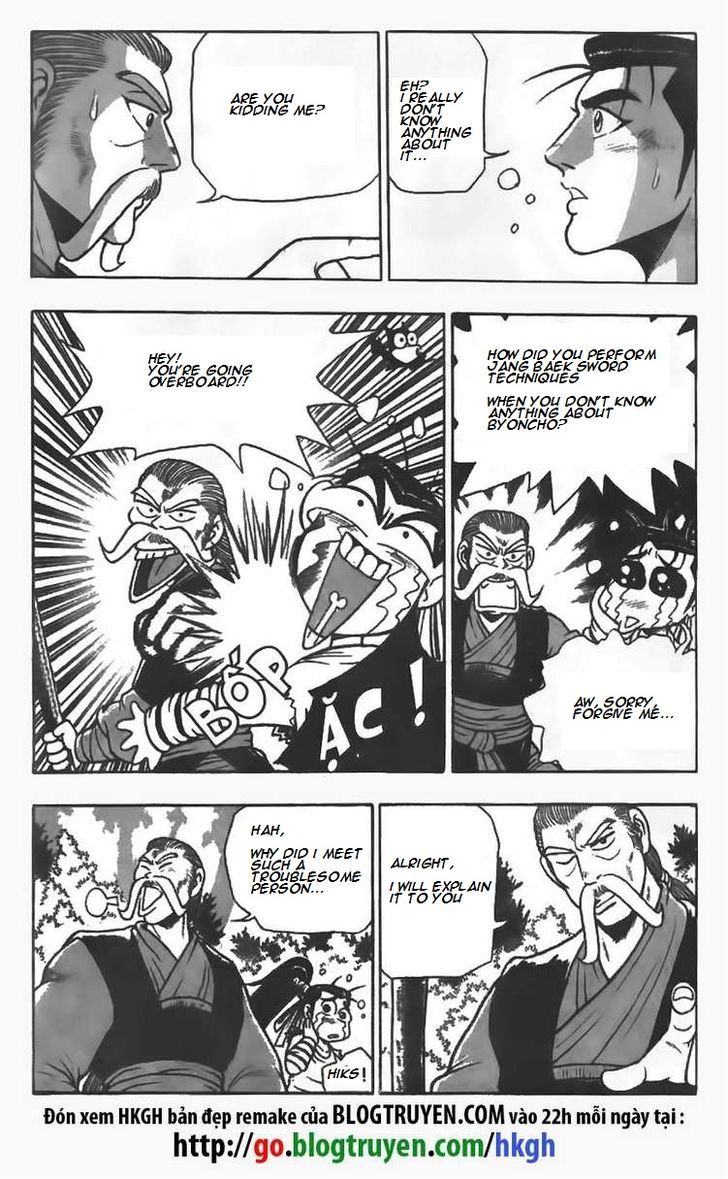 ARE YOU
KIDDING ME?
EH?
I REALLY
DON'T
KNOW
ANYTHING
ABOUT
IT...
HEY!
YOU'RE GOING
OVERBOARD!!
BỐP
ẶC!
HOW DID YOU PERFORM
JANG BAEK SWORD
TECHNIQUES
WHEN YOU DON'T KNOW
ANYTHING ABOUT
BYONCHO?
AW, SORRY,
FORGIVE ME...
HAH,
WHY DID I MEET
SUCH A
TROUBLESOME
PERSON...
HIKS!
ALRIGHT,
I WILL EXPLAIN
IT TO YOU
Đón xem HKGH bản đẹp remake của BLOGTRUYEN.COM vào 22h mỗi ngày tại :
http://go.blogtruyen.com/hkgh